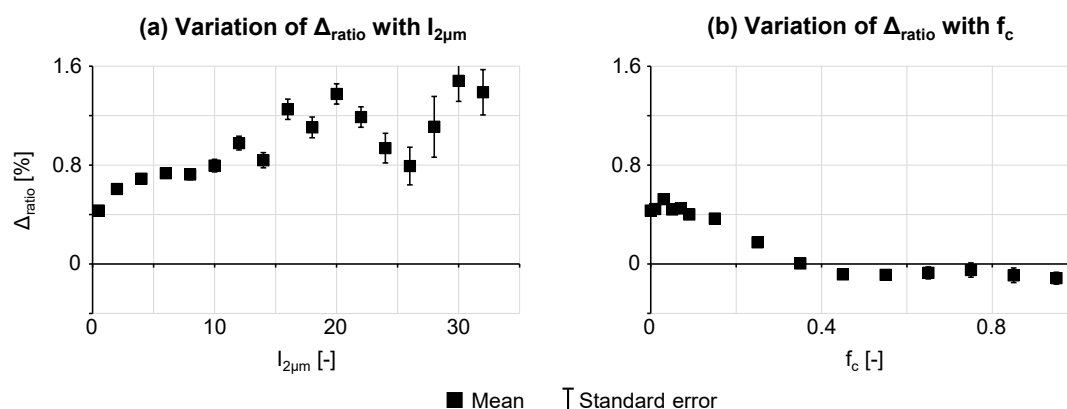 (a) Variation of Δratio with I2μm
(b) Variation of Δratio with fc
1.6
0.8
0
Δratio [%]
0 10 20 30
I2μm [-]
1.6
0.8
0
0 0.4 0.8
fc [-]
Mean Standard error